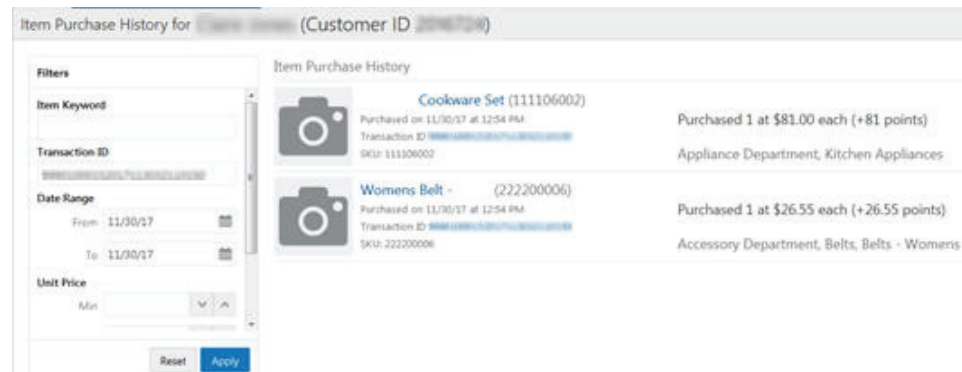 Item Purchase History for (Customer ID )
Filters
Item Keyword
Transaction ID
Date Range
From 11/30/17
To 11/30/17
Unit Price
Min
Reset Apply
Item Purchase History
Cookware Set (111106002)
Purchased on 11/30/17 at 12:54 PM
Transaction ID
SKU: 111106002
Purchased 1 at $81.00 each (+81 points)
Appliance Department, Kitchen Appliances
Womens Belt - (222200006)
Purchased on 11/30/17 at 12:54 PM
Transaction ID
SKU: 222200006
Purchased 1 at $26.55 each (+26.55 points)
Accessory Department, Belts, Belts - Womens